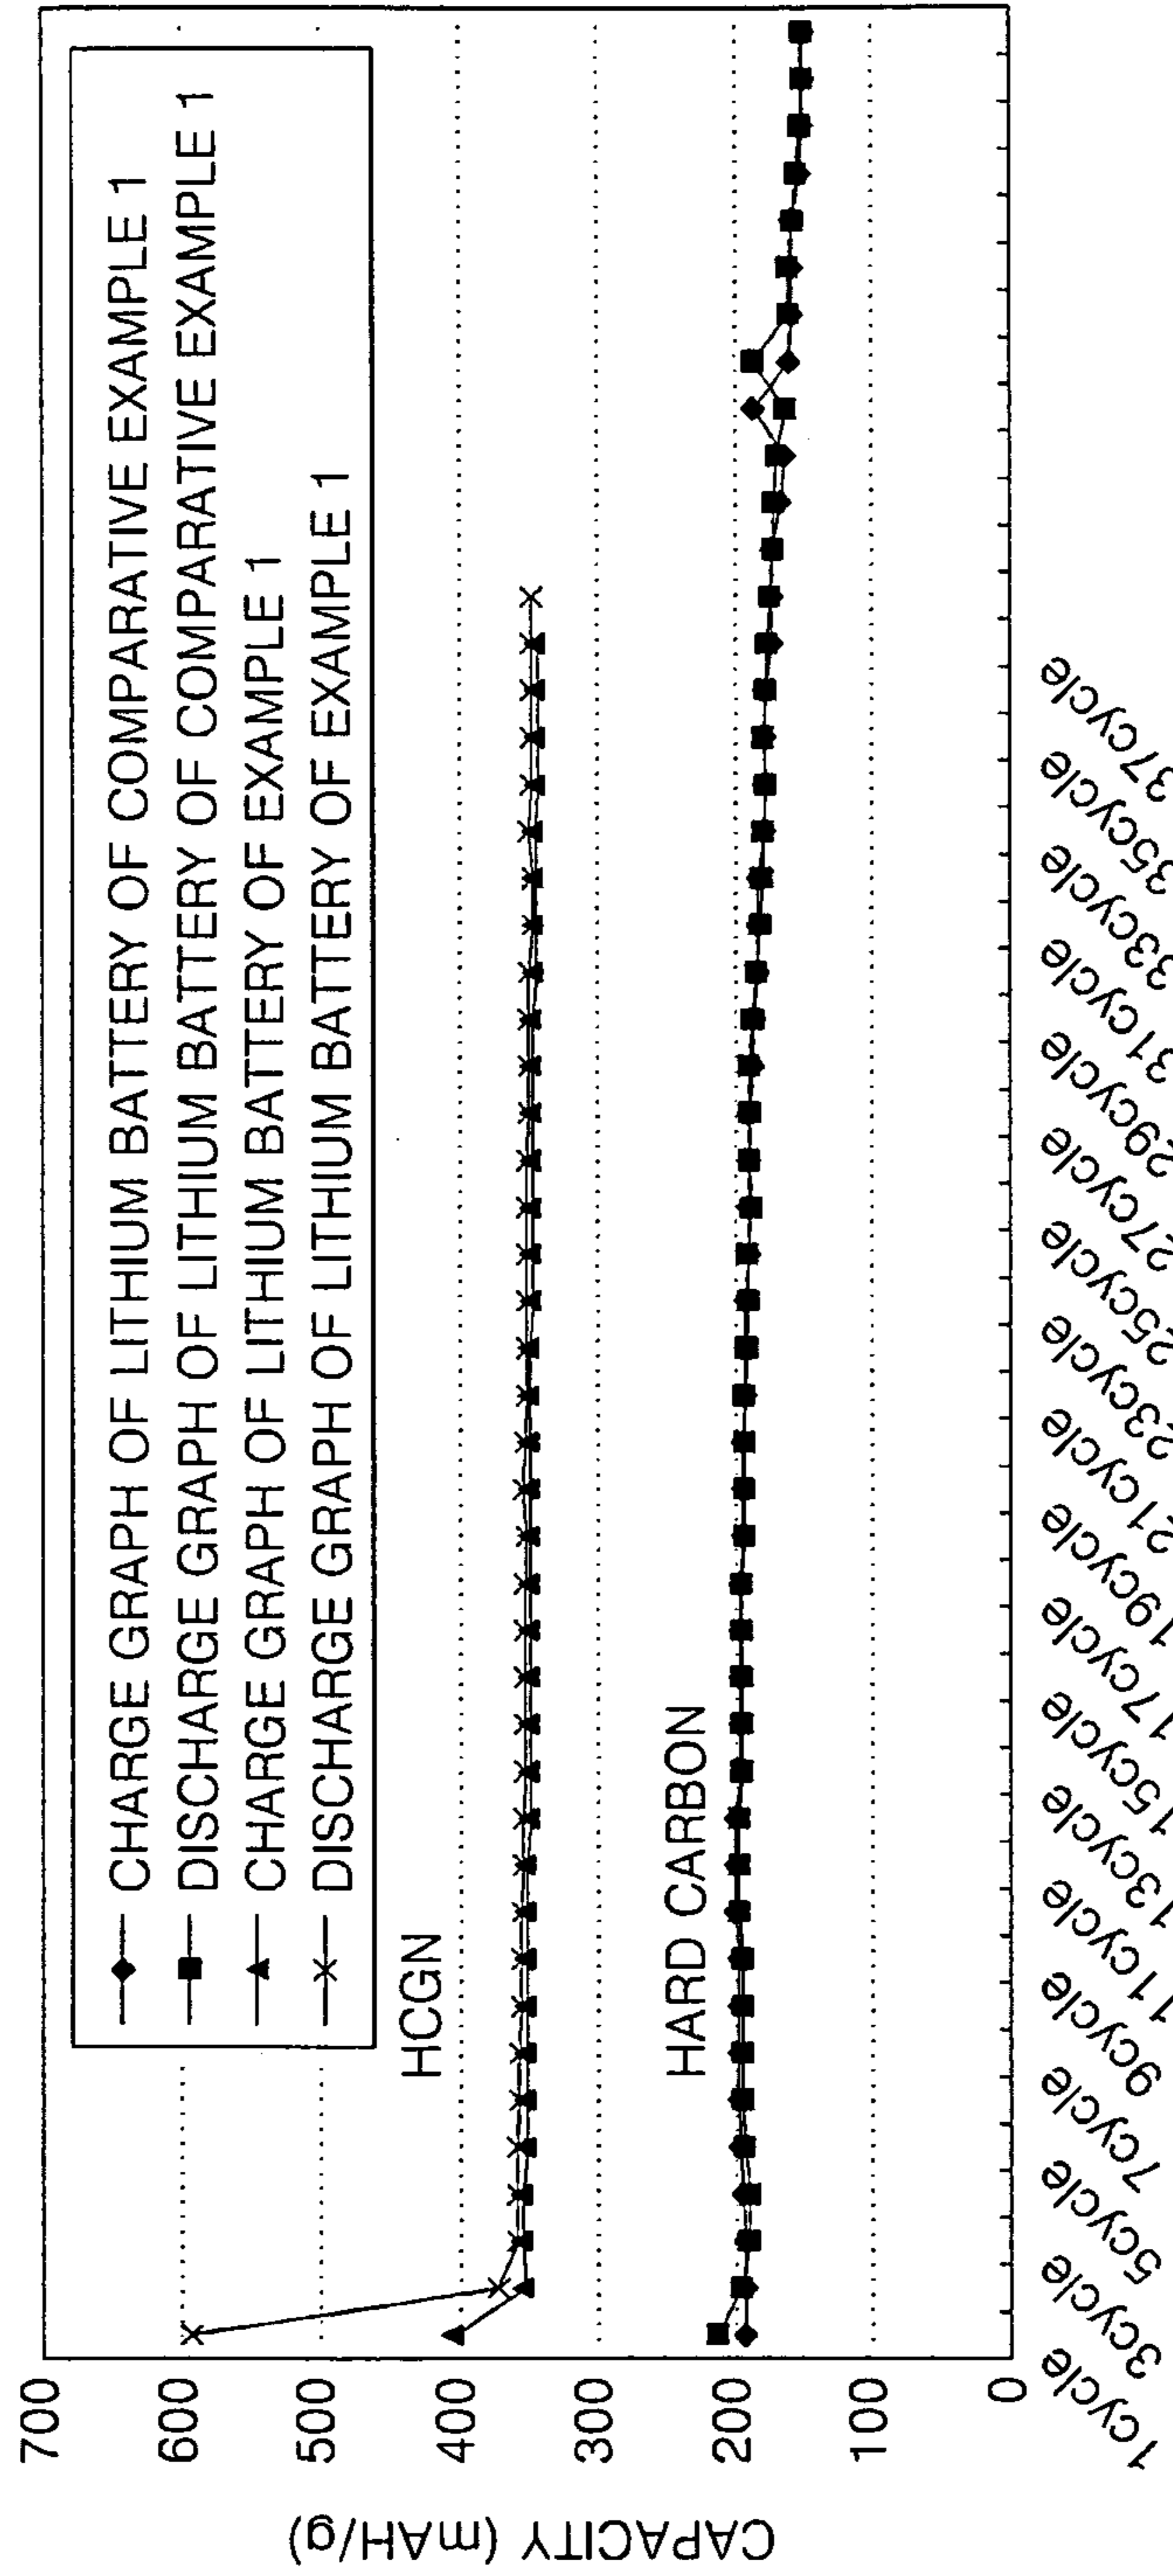 CAPACITY (mAH/g)
700
600
500
400
300
200
100
0
CHARGE GRAPH OF LITHIUM BATTERY OF COMPARATIVE EXAMPLE 1
DISCHARGE GRAPH OF LITHIUM BATTERY OF COMPARATIVE EXAMPLE 1
CHARGE GRAPH OF LITHIUM BATTERY OF EXAMPLE 1
DISCHARGE GRAPH OF LITHIUM BATTERY OF EXAMPLE 1
HCGN
HARD CARBON
1cycle
3cycle
5cycle
7cycle
9cycle
11cycle
13cycle
15cycle
17cycle
19cycle
21cycle
23cycle
25cycle
27cycle
29cycle
31cycle
33cycle
35cycle
37cycle